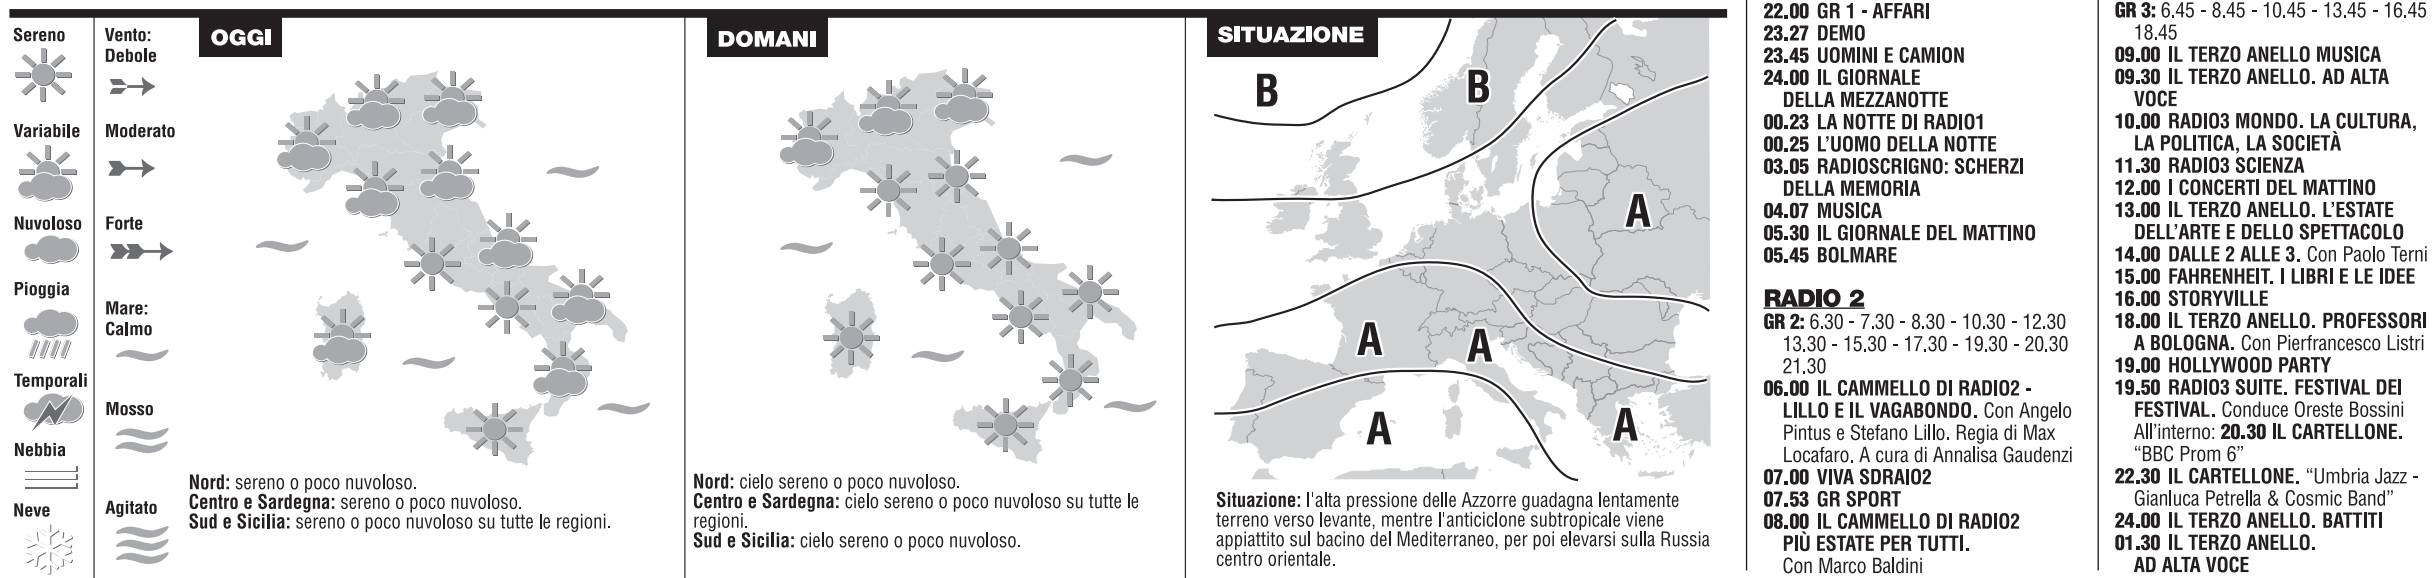 Sereno
Variabile
Nuvoloso
Pioggia
Temporali
Nebbia
Neve
Vento:
Debole
Moderato
Forte
Mare:
Calmo
Mosso
Agitato
OGGI
Nord: sereno o poco nuvoloso.
Centro e Sardegna: sereno o poco nuvoloso.
Sud e Sicilia: sereno o poco nuvoloso su tutte le regioni.
DOMANI
Nord: cielo sereno o poco nuvoloso.
Centro e Sardegna: cielo sereno o poco nuvoloso su tutte le
regioni.
Sud e Sicilia: cielo sereno o poco nuvoloso.
SITUAZIONE
B
B
A
A
A
A
A
Situazione: l'alta pressione delle Azzorre guadagna lentamente
terreno verso levante, mentre l'anticiclone subtropicale viene
appiattito sul bacino del Mediterraneo, per poi elevarsi sulla Russia
centro orientale.
22.00 GR 1 - AFFARI
23.27 DEMO
23.45 UOMINI E CAMION
24.00 IL GIORNALE
DELLA MEZZANOTTE
00.23 LA NOTTE DI RADIO1
00.25 L'UOMO DELLA NOTTE
03.05 RADIOSCRIGNO: SCHERZI
DELLA MEMORIA
04.07 MUSICA
05.30 IL GIORNALE DEL MATTINO
05.45 BOLMARE
RADIO 2
GR 2: 6.30 - 7.30 - 8.30 - 10.30 - 12.30
13.30 - 15.30 - 17.30 - 19.30 - 20.30
21.30
06.00 IL CAMMELLO DI RADIO2 -
LILLO E IL VAGABONDO. Con Angelo
Pintus e Stefano Lillo. Regia di Max
Locafaro. A cura di Annalisa Gaudenzi
07.00 VIVA SDRAIO2
07.53 GR SPORT
08.00 IL CAMMELLO DI RADIO2
PIÙ ESTATE PER TUTTI.
Con Marco Baldini
GR 3: 6.45 - 8.45 - 10.45 - 13.45 - 16.45
18.45
09.00 IL TERZO ANELLO MUSICA
09.30 IL TERZO ANELLO. AD ALTA
VOCE
10.00 RADIO3 MONDO. LA CULTURA,
LA POLITICA, LA SOCIETÀ
11.30 RADIO3 SCIENZA
12.00 I CONCERTI DEL MATTINO
13.00 IL TERZO ANELLO. L'ESTATE
DELL'ARTE E DELLO SPETTACOLO
14.00 DALLE 2 ALLE 3. Con Paolo Terni
15.00 FAHRENHEIT. I LIBRI E LE IDEE
16.00 STORYVILLE
18.00 IL TERZO ANELLO. PROFESSORI
A BOLOGNA. Con Pierfrancesco Listri
19.00 HOLLYWOOD PARTY
19.50 RADIO3 SUITE. FESTIVAL DEI
FESTIVAL. Conduce Oreste Bossini
All'interno: 20.30 IL CARTELLONE.
"BBC Prom 6"
22.30 IL CARTELLONE. "Umbria Jazz -
Gianluca Petrella & Cosmic Band"
24.00 IL TERZO ANELLO. BATTITI
01.30 IL TERZO ANELLO.
AD ALTA VOCE